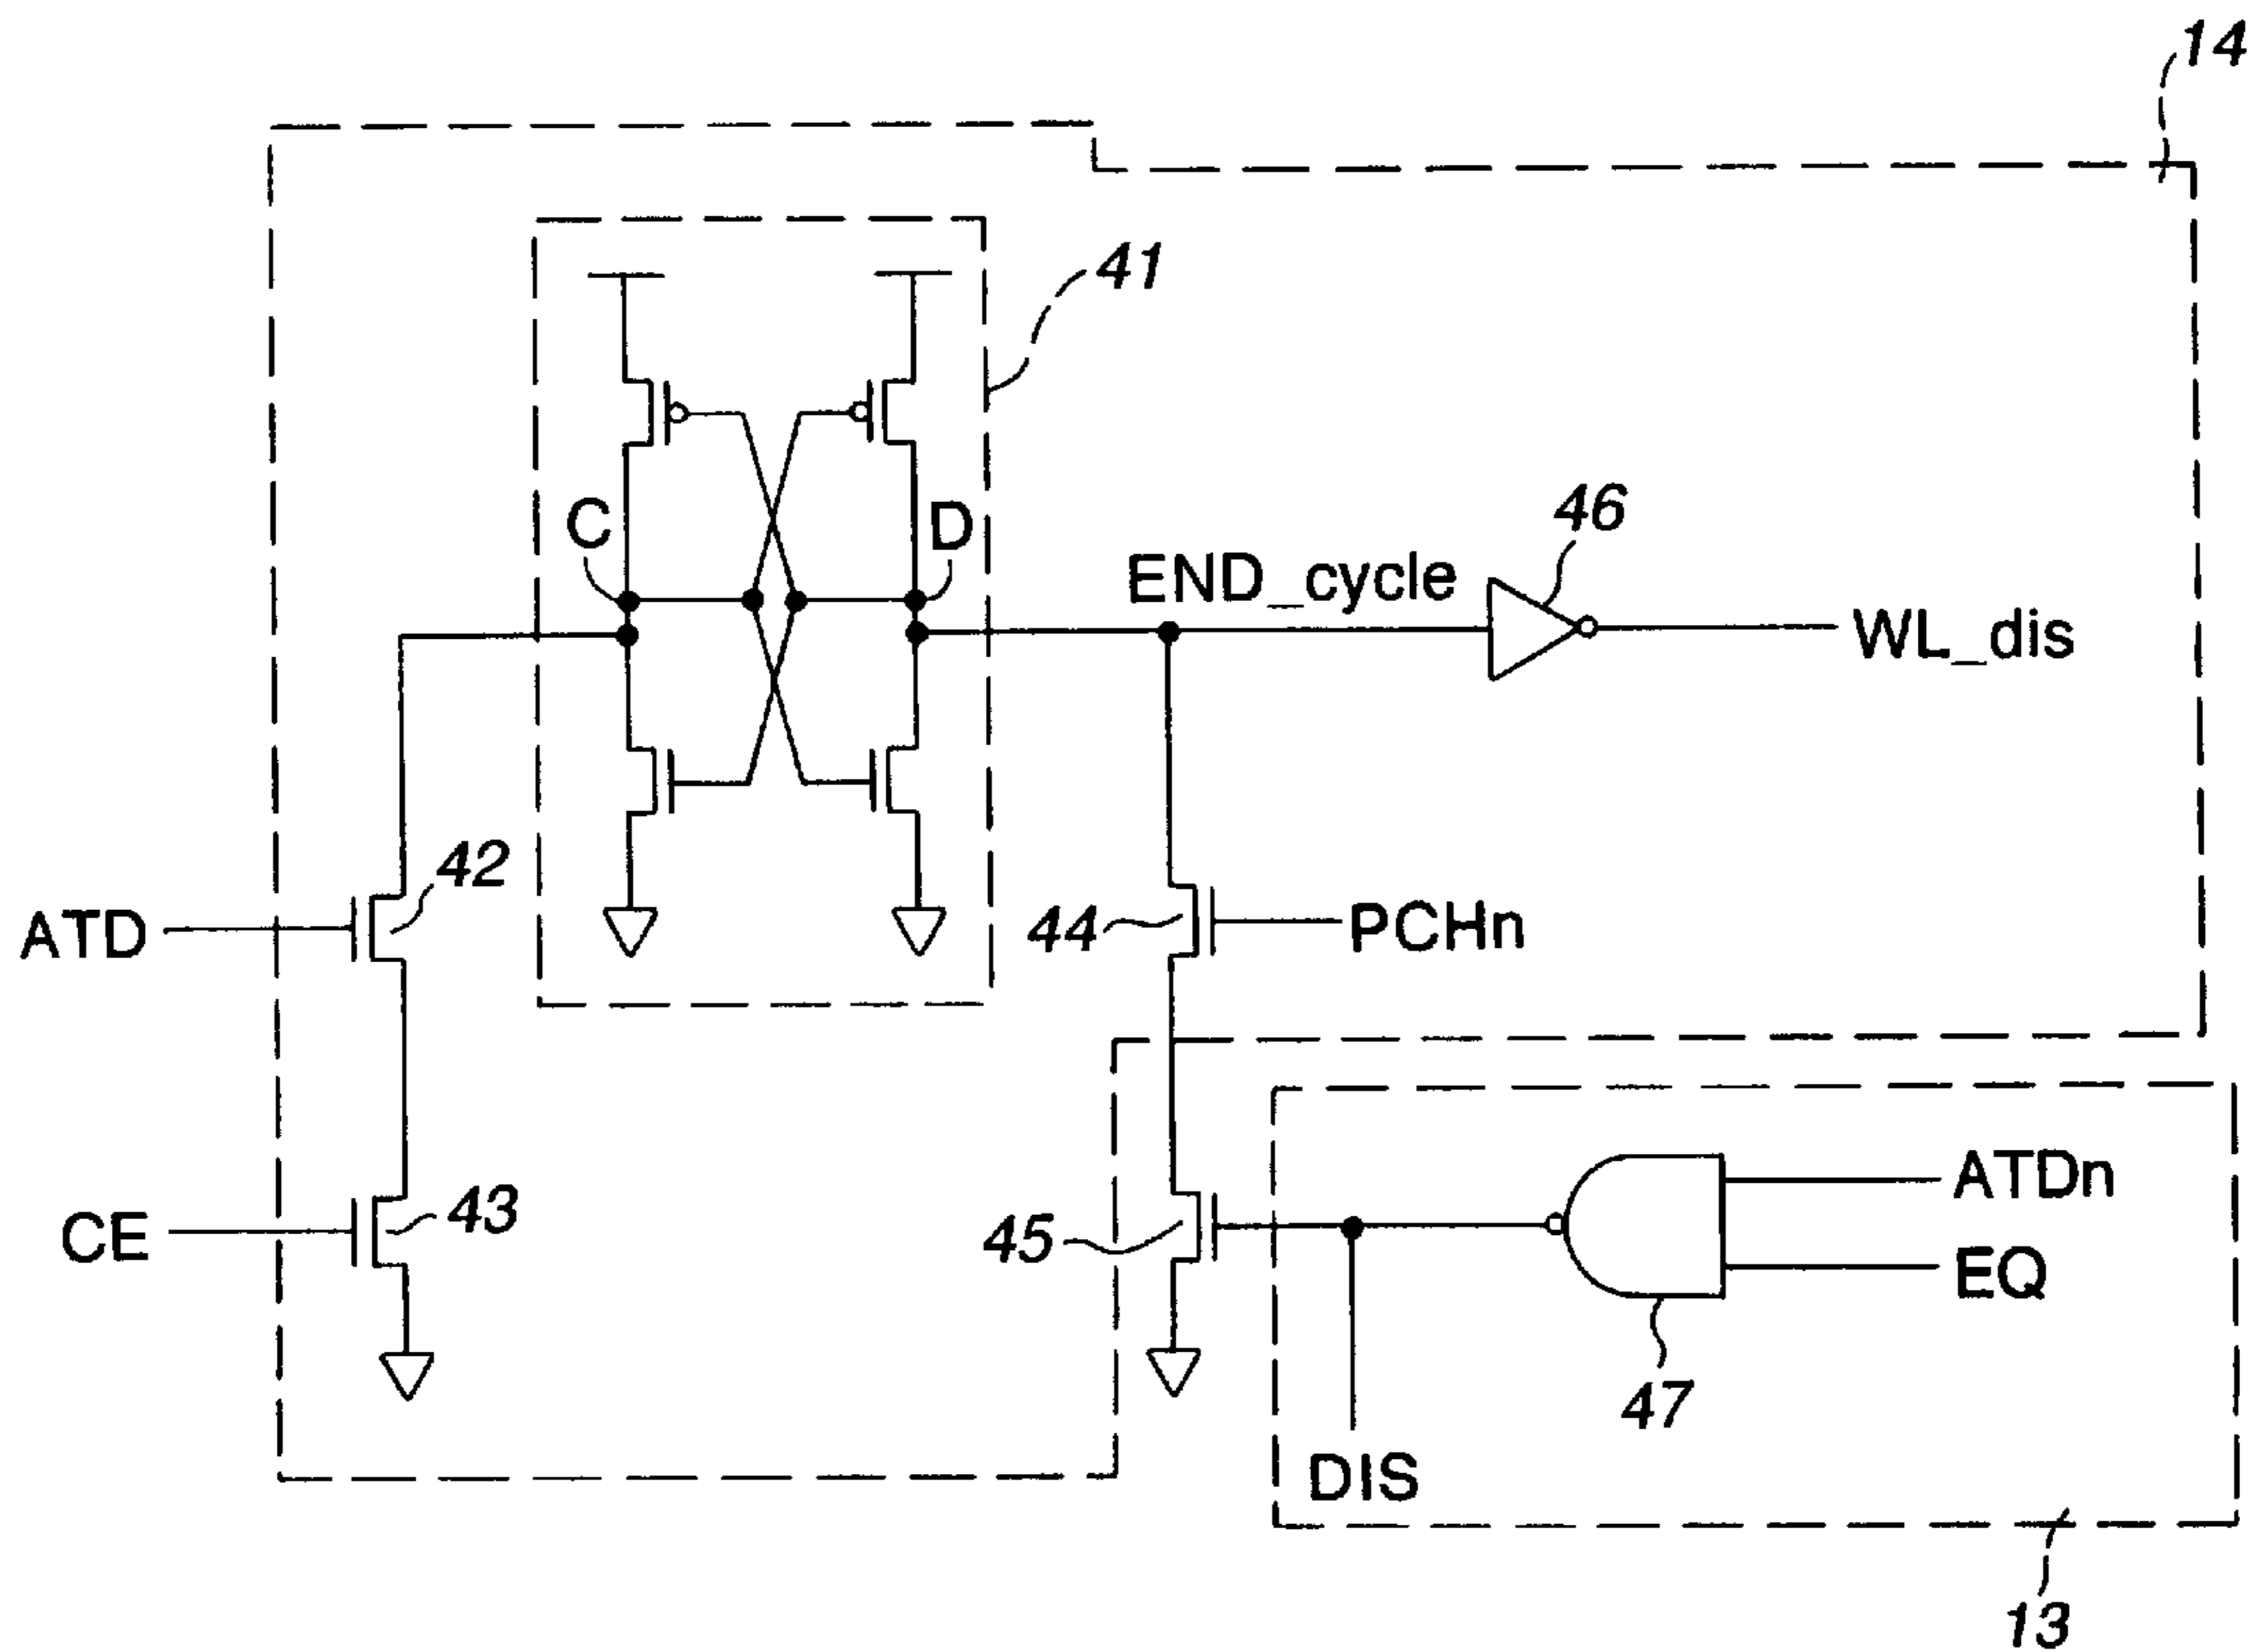 14
41
C
D
46
END_cycle
WL_dis
42
ATD
44
PCHn
43
CE
45
ATDn
EQ
47
DIS
13